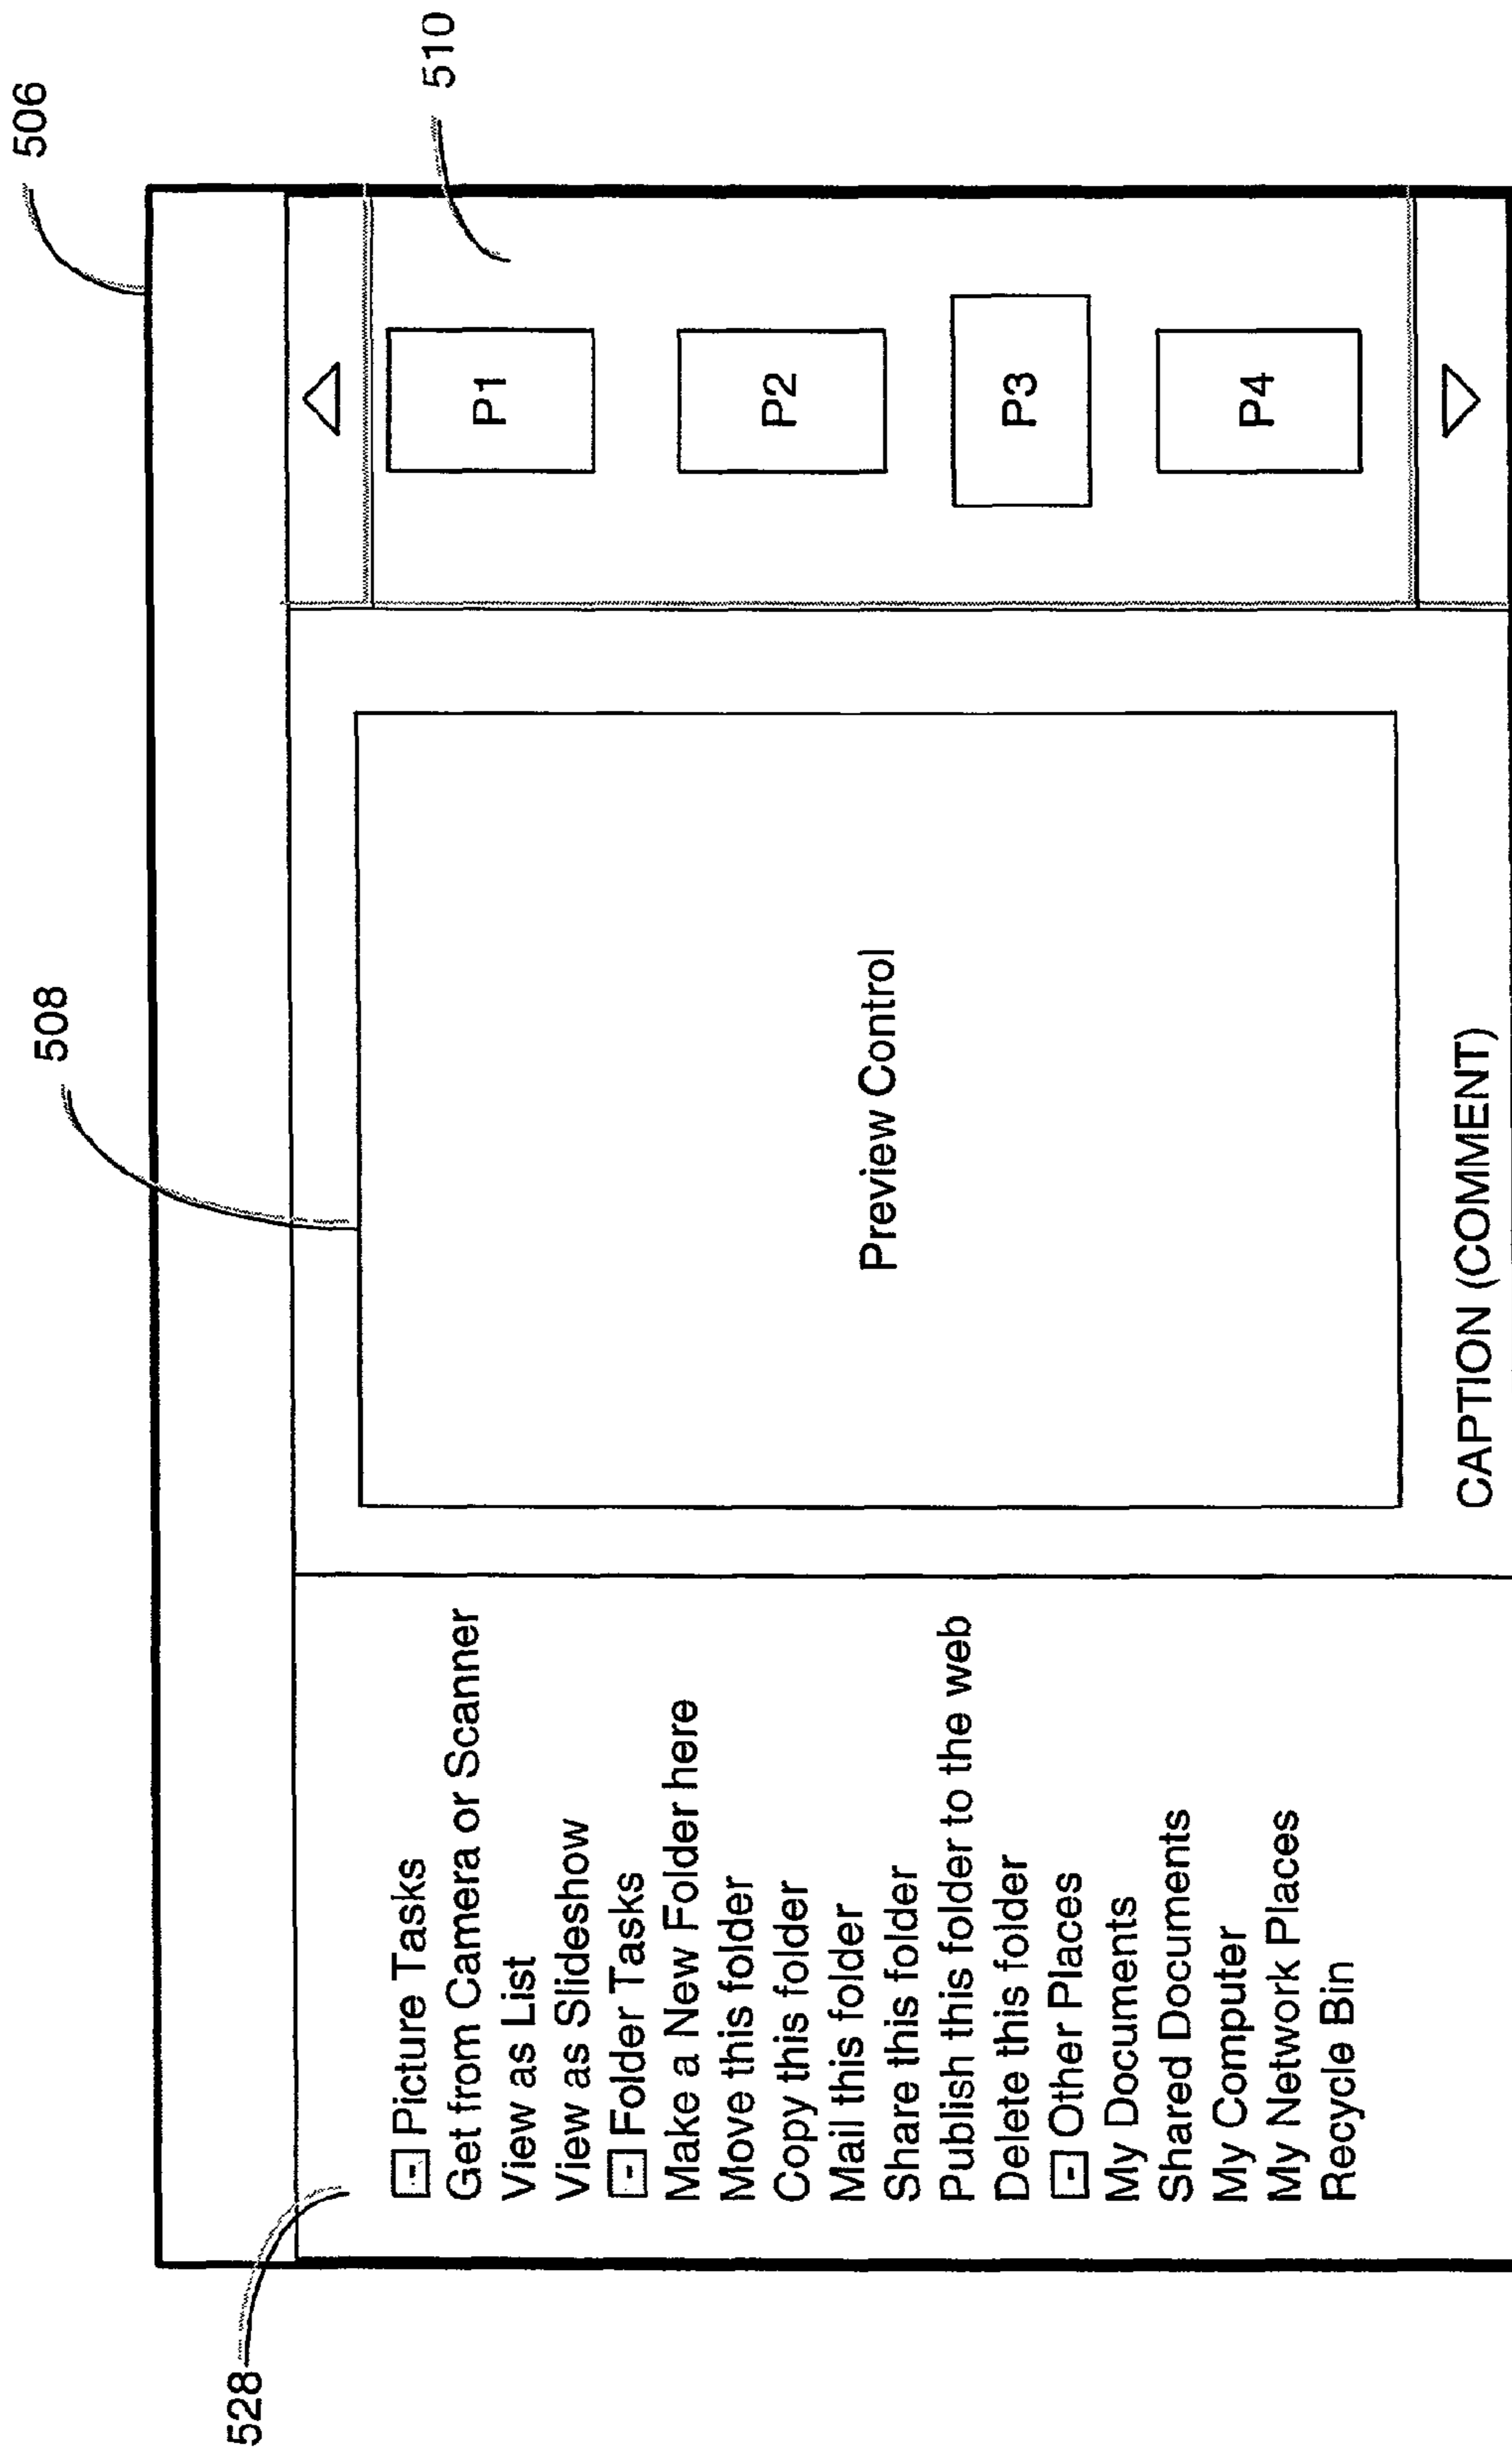 506
508
510
528
⊟ Picture Tasks
Get from Camera or Scanner
View as List
View as Slideshow
⊟ Folder Tasks
Make a New Folder here
Move this folder
Copy this folder
Mail this folder
Share this folder
Publish this folder to the web
Delete this folder
⊟ Other Places
My Documents
Shared Documents
My Computer
My Network Places
Recycle Bin
Preview Control
CAPTION (COMMENT)
P1
P2
P3
P4